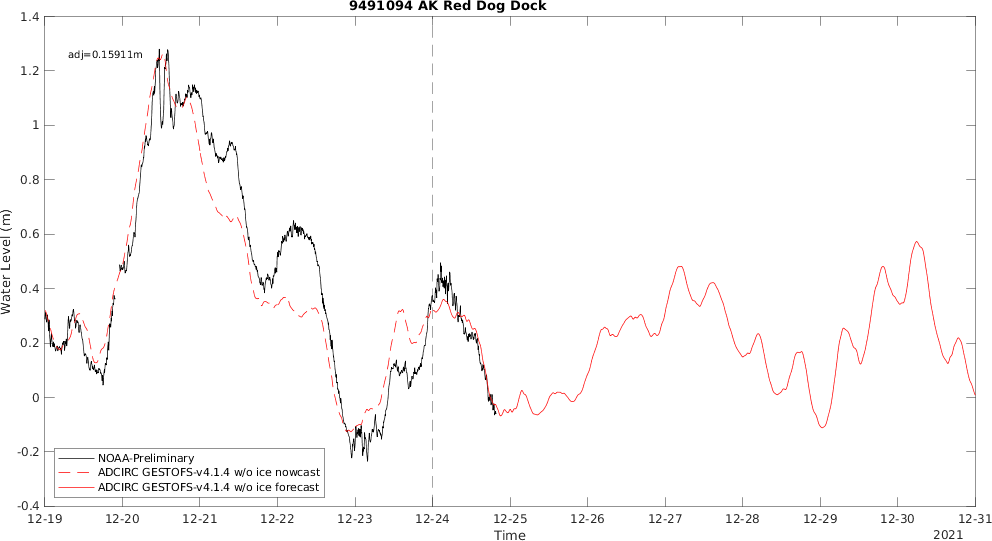 9491094 AK Red Dog Dock
adj=0.15911m
Water Level (m)
1.4
1.2
1
0.8
0.6
0.4
0.2
0
-0.2
-0.4
NOAA-Preliminary
ADCIRC GESTOFS-v4.1.4 w/o ice nowcast
ADCIRC GESTOFS-v4.1.4 w/o ice forecast
12-19 12-20 12-21 12-22 12-23 12-24 12-25 12-26 12-27 12-28 12-29 12-30 12-31
Time
2021